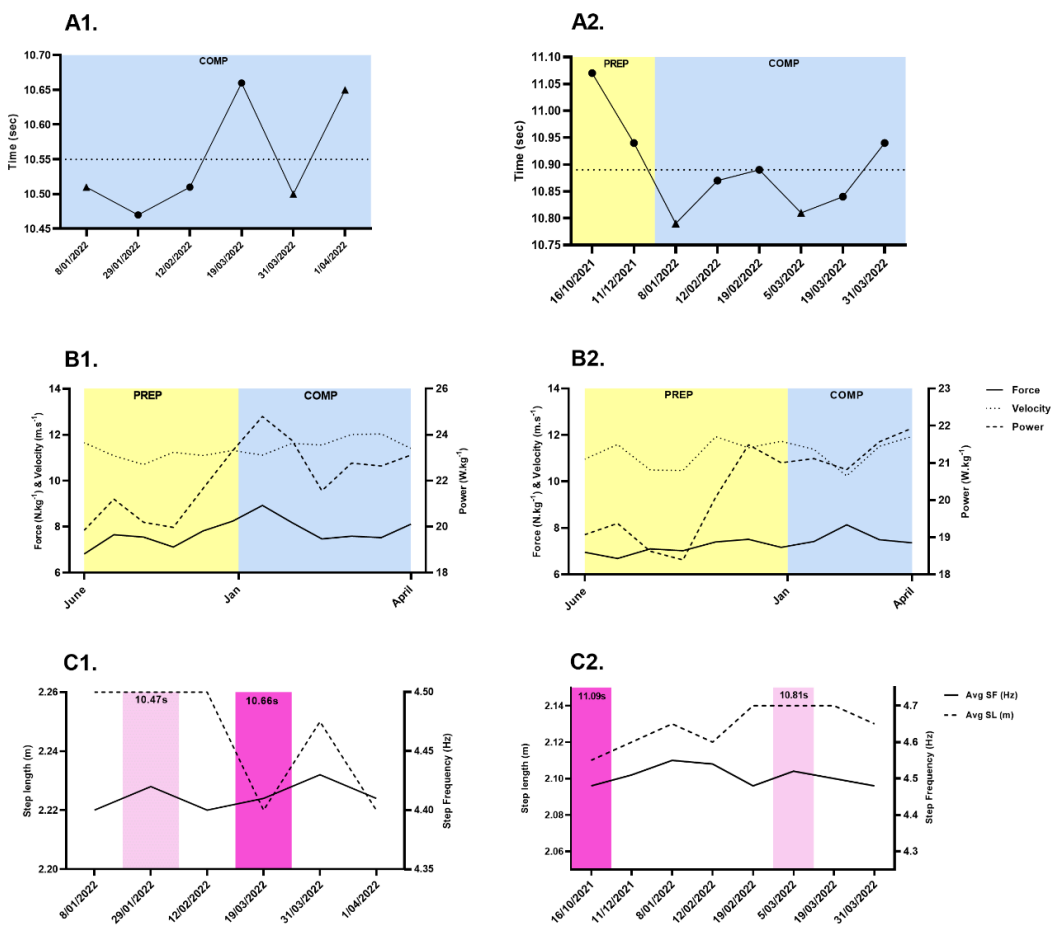 A1.
COMP
Time (sec)
10.70
10.65
10.60
10.55
10.50
10.45
8/01/2022
29/01/2022
12/02/2022
19/03/2022
31/03/2022
1/04/2022
A2.
PREP
COMP
Time (sec)
11.10
11.05
11.00
10.95
10.90
10.85
10.80
10.75
16/10/2021
11/12/2021
8/01/2022
12/02/2022
19/02/2022
5/03/2022
19/03/2022
31/03/2022
B1.
PREP
COMP
Force (N.kg⁻¹) & Velocity (m.s⁻¹)
14
12
10
8
6
Power (W.kg⁻¹)
26
24
22
20
18
June
Jan
April
B2.
PREP
COMP
Force (N.kg⁻¹) & Velocity (m.s⁻¹)
14
12
10
8
6
Power (W.kg⁻¹)
23
22
21
20
19
18
June
Jan
April
Force
Velocity
Power
C1.
10.47s
10.66s
Step length (m)
2.26
2.24
2.22
2.20
Step Frequency (Hz)
4.50
4.45
4.40
4.35
8/01/2022
29/01/2022
12/02/2022
19/03/2022
31/03/2022
1/04/2022
C2.
11.09s
10.81s
Step length (m)
2.14
2.12
2.10
2.08
2.06
Step Frequency (Hz)
4.7
4.6
4.5
4.4
4.3
16/10/2021
11/12/2021
8/01/2022
12/02/2022
19/02/2022
5/03/2022
19/03/2022
31/03/2022
Avg SF (Hz)
Avg SL (m)